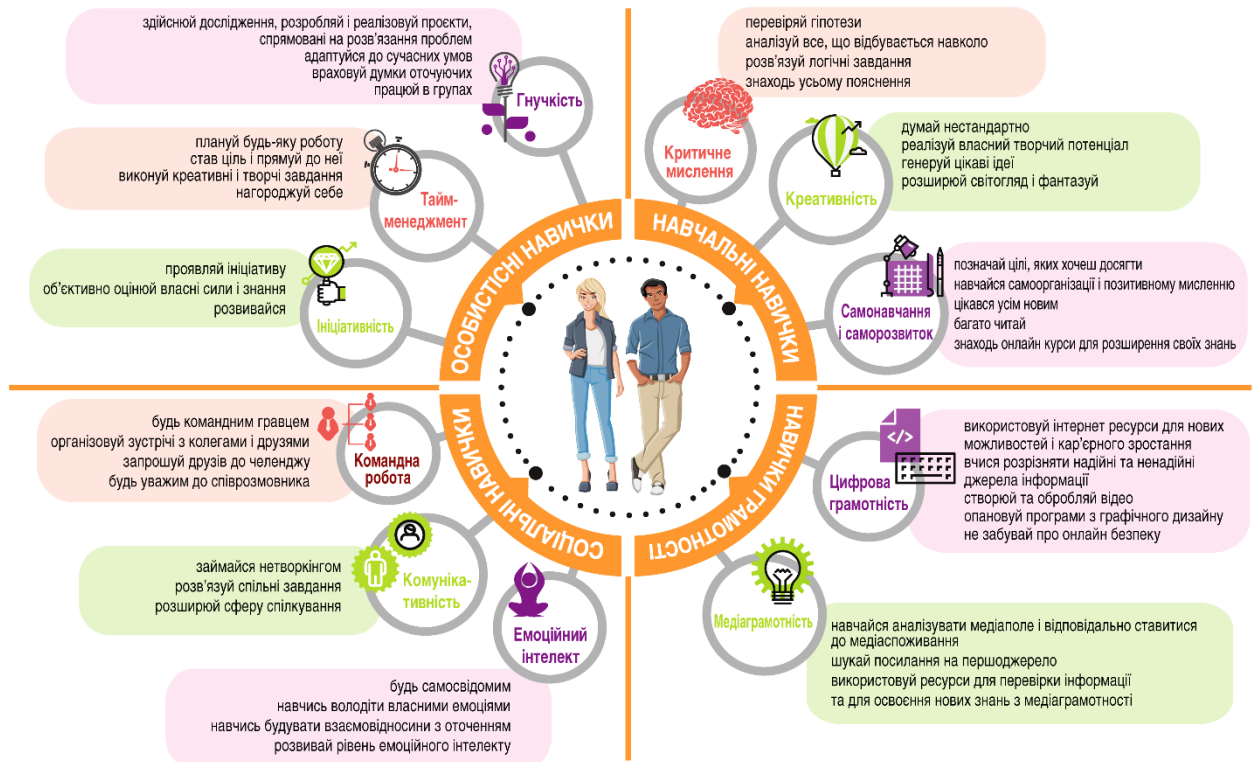 здійснюй дослідження, розробляй і реалізовуй проєкти,
спрямовані на розв’язання проблем
адаптуйся до сучасних умов
враховуй думки оточуючих
працюй в групах
Гнучкість
плануй будь-яку роботу
став ціль і прямуй до неї
виконуй креативні і творчі завдання
нагороджуй себе
Тайм-
менеджмент
проявляй ініціативу
об’єктивно оцінюй власні сили і знання
розвивайся
Ініціативність
ОСОБИСТІСНІ НАВИЧКИ
перевіряй гіпотези
аналізуй все, що відбувається навколо
розв’язуй логічні завдання
знаходь усьому пояснення
Критичне
мислення
думай нестандартно
реалізуй власний творчий потенціал
генеруй цікаві ідеї
розширюй світогляд і фантазуй
Креативність
позначай цілі, яких хочеш досягти
навчайся самоорганізації і позитивному мисленню
цікався усім новим
багато читай
знаходь онлайн курси для розширення своїх знань
Самонавчання
і саморозвиток
НАВЧАЛЬНІ НАВИЧКИ
будь командним гравцем
організовуй зустрічі з колегами і друзями
запрошуй друзів до челенджу
будь уважим до співрозмовника
Командна
робота
займайся нетворкінгом
розв’язуй спільні завдання
розширюй сферу спілкування
Комуніка-
тивність
Емоційний
інтелект
будь самосвідомим
навчись володіти власними емоціями
навчись будувати взаємовідносини з оточенням
розвивай рівень емоційного інтелекту
СОЦІАЛЬНІ НАВИЧКИ
</>
використовуй інтернет ресурси для нових
можливостей і кар’єрного зростання
вчися розрізняти надійні та ненадійні
джерела інформації
створюй та обробляй відео
опановуй програми з графічного дизайну
не забувай про онлайн безпеку
Цифрова
грамотність
Медіаграмотність
навчайся аналізувати медіаполе і відповідально ставитися
до медіаспоживання
шукай посилання на першоджерело
використовуй ресурси для перевірки інформації
та для освоєння нових знань з медіаграмотності
НАВИЧКИ ГРАМОТНОСТІ